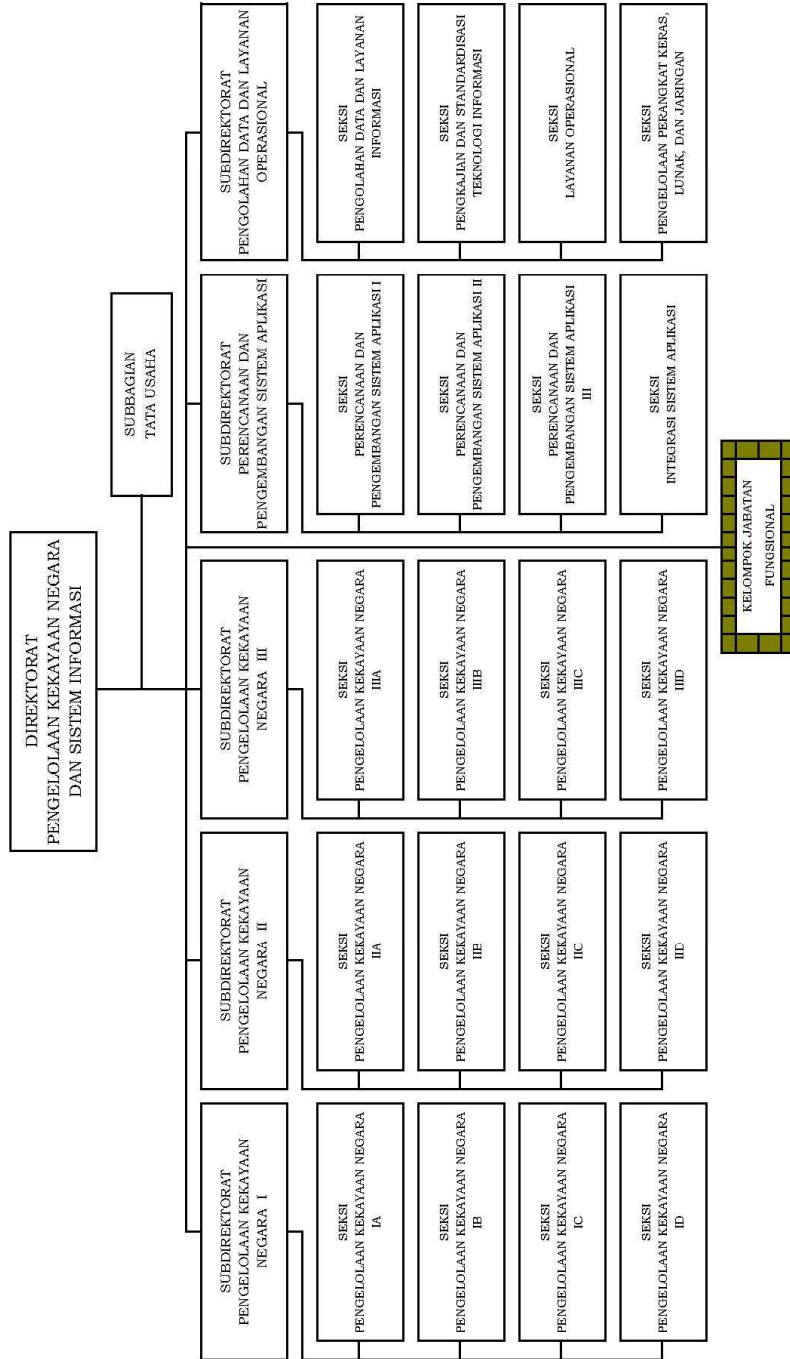 DIREKTORAT
PENGELOLAAN KEKAYAAN NEGARA
DAN SISTEM INFORMASI
SUBBAGIAN
TATA USAHA
SUBDIREKTORAT
PENGELOLAAN KEKAYAAN
NEGARA I
SUBDIREKTORAT
PENGELOLAAN KEKAYAAN
NEGARA II
SUBDIREKTORAT
PENGELOLAAN KEKAYAAN
NEGARA III
SUBDIREKTORAT
PERENCANAAN DAN
PENGEMBANGAN SISTEM APLIKASI
SUBDIREKTORAT
PENGOLAHAN DATA DAN LAYANAN
OPERASIONAL
SEKSI
PENGELOLAAN KEKAYAAN NEGARA
IA
SEKSI
PENGELOLAAN KEKAYAAN NEGARA
IIA
SEKSI
PENGELOLAAN KEKAYAAN NEGARA
IIIA
SEKSI
PERENCANAAN DAN
PENGEMBANGAN SISTEM APLIKASI I
SEKSI
PENGOLAHAN DATA DAN LAYANAN
INFORMASI
SEKSI
PENGELOLAAN KEKAYAAN NEGARA
IB
SEKSI
PENGELOLAAN KEKAYAAN NEGARA
IIB
SEKSI
PENGELOLAAN KEKAYAAN NEGARA
IIIB
SEKSI
PERENCANAAN DAN
PENGEMBANGAN SISTEM APLIKASI II
SEKSI
PENGKAJIAN DAN STANDARDISASI
TEKNOLOGI INFORMASI
SEKSI
PENGELOLAAN KEKAYAAN NEGARA
IC
SEKSI
PENGELOLAAN KEKAYAAN NEGARA
IIC
SEKSI
PENGELOLAAN KEKAYAAN NEGARA
IIIC
SEKSI
PERENCANAAN DAN
PENGEMBANGAN SISTEM APLIKASI
III
SEKSI
LAYANAN OPERASIONAL
SEKSI
PENGELOLAAN KEKAYAAN NEGARA
ID
SEKSI
PENGELOLAAN KEKAYAAN NEGARA
IID
SEKSI
PENGELOLAAN KEKAYAAN NEGARA
IIID
SEKSI
INTEGRASI SISTEM APLIKASI
SEKSI
PENGELOLAAN PERANGKAT KERAS,
LUNAK, DAN JARINGAN
KELOMPOK JABATAN
FUNGSIONAL